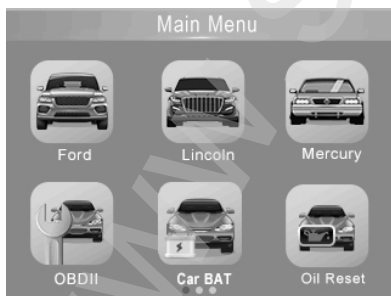 Main Menu
Ford
Lincoln
Mercury
OBDII
Car BAT
Oil Reset